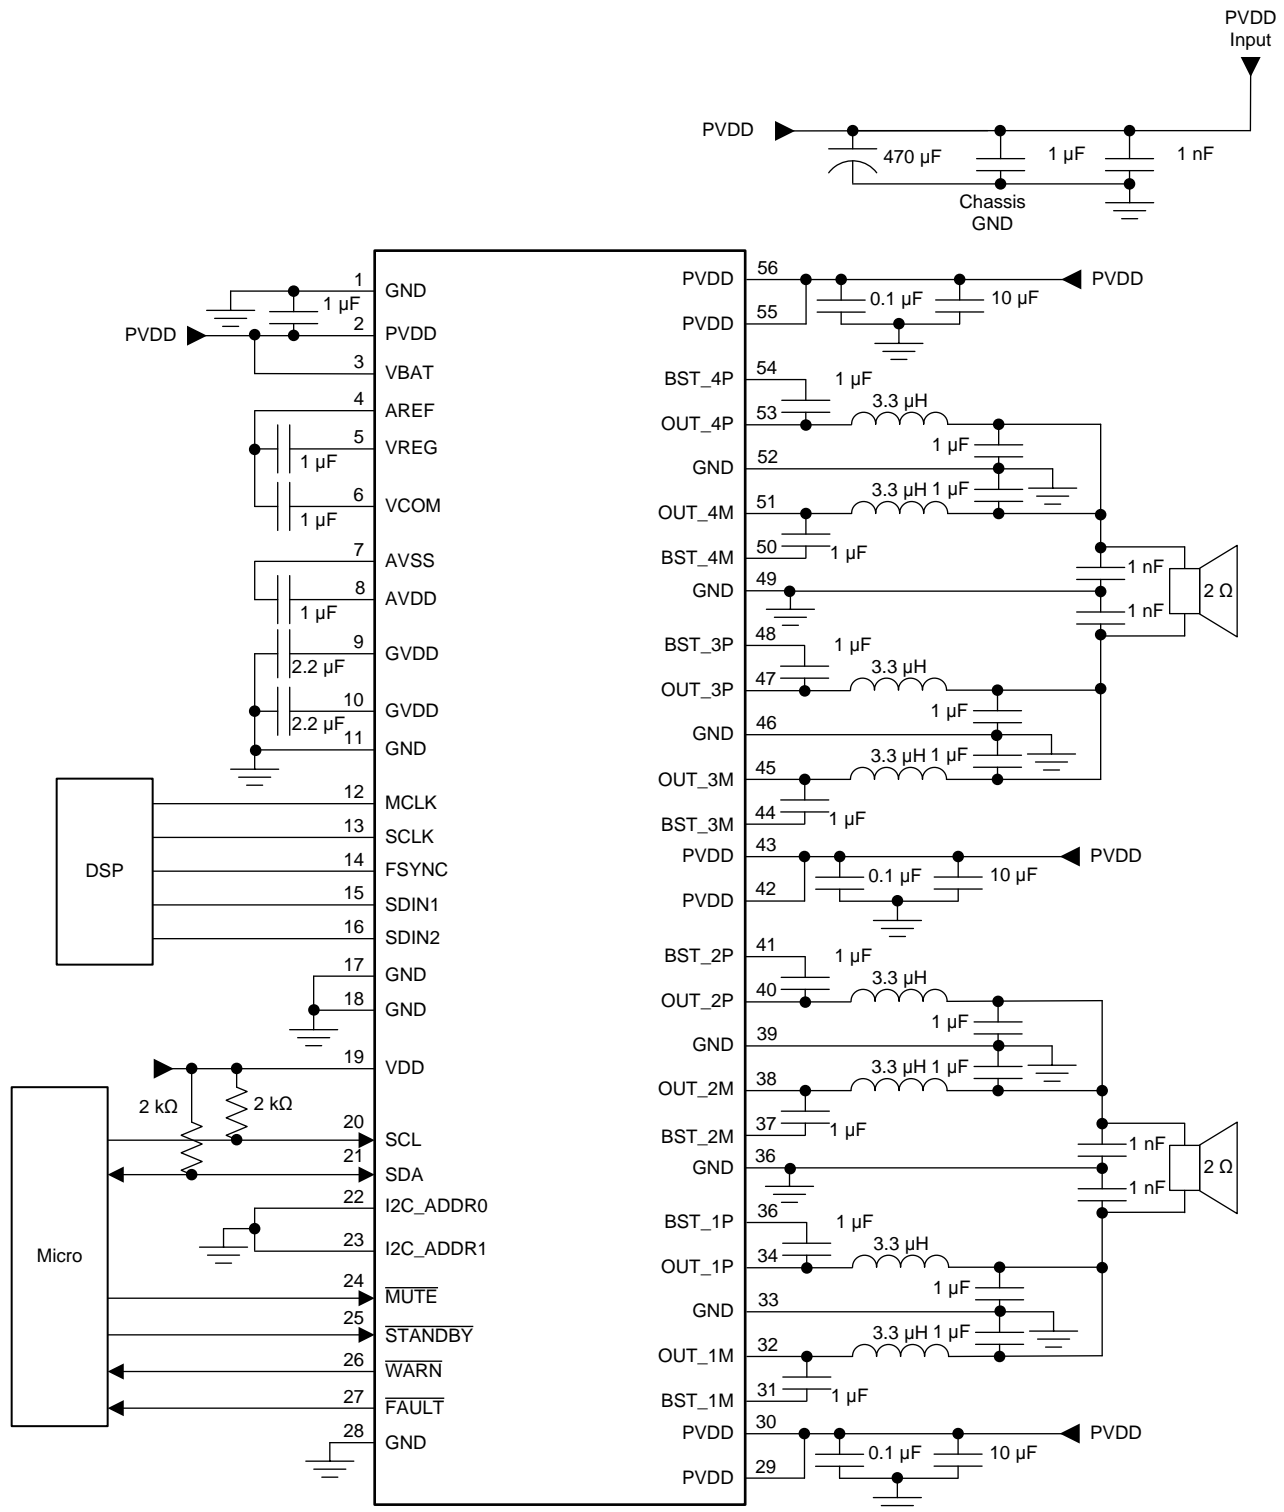 PVDD
Input
PVDD
470 µF
1 µF
1 nF
Chassis
GND
1
GND
1 µF
PVDD
2
PVDD
3
VBAT
4
AREF
5
VREG
1 µF
6
VCOM
1 µF
7
AVSS
8
AVDD
1 µF
9
GVDD
2.2 µF
10
GVDD
2.2 µF
11
GND
DSP
12
MCLK
13
SCLK
14
FSYNC
15
SDIN1
16
SDIN2
17
GND
18
GND
19
VDD
2 kΩ
2 kΩ
Micro
20
SCL
21
SDA
22
I2C_ADDR0
23
I2C_ADDR1
24
MUTE
25
STANDBY
26
WARN
27
FAULT
28
GND
PVDD
56
PVDD
0.1 µF
10 µF
PVDD
55
BST_4P
54
1 µF
3.3 µH
OUT_4P
53
1 µF
GND
52
3.3 µH
1 µF
OUT_4M
51
BST_4M
50
1 µF
GND
49
1 nF
1 nF
2 Ω
BST_3P
48
1 µF
3.3 µH
OUT_3P
47
1 µF
GND
46
3.3 µH
1 µF
OUT_3M
45
BST_3M
44
1 µF
PVDD
43
PVDD
0.1 µF
10 µF
PVDD
42
BST_2P
41
1 µF
3.3 µH
OUT_2P
40
1 µF
GND
39
3.3 µH
1 µF
OUT_2M
38
BST_2M
37
1 µF
GND
36
1 nF
1 nF
2 Ω
BST_1P
36
1 µF
3.3 µH
OUT_1P
34
1 µF
GND
33
3.3 µH
1 µF
OUT_1M
32
BST_1M
31
1 µF
PVDD
30
PVDD
0.1 µF
10 µF
PVDD
29